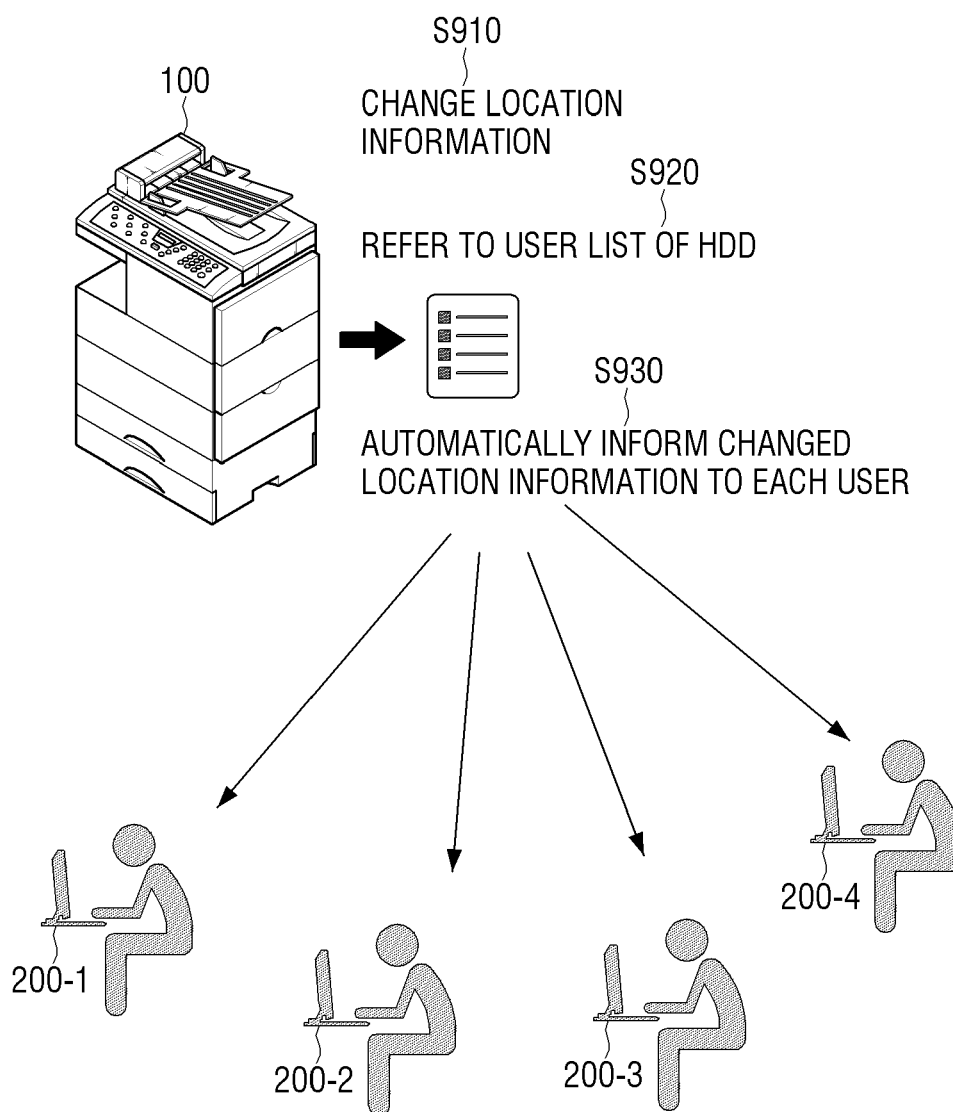 S910
100
CHANGE LOCATION
INFORMATION
S920
REFER TO USER LIST OF HDD
S930
AUTOMATICALLY INFORM CHANGED
LOCATION INFORMATION TO EACH USER
200-4
200-1
200-2
200-3